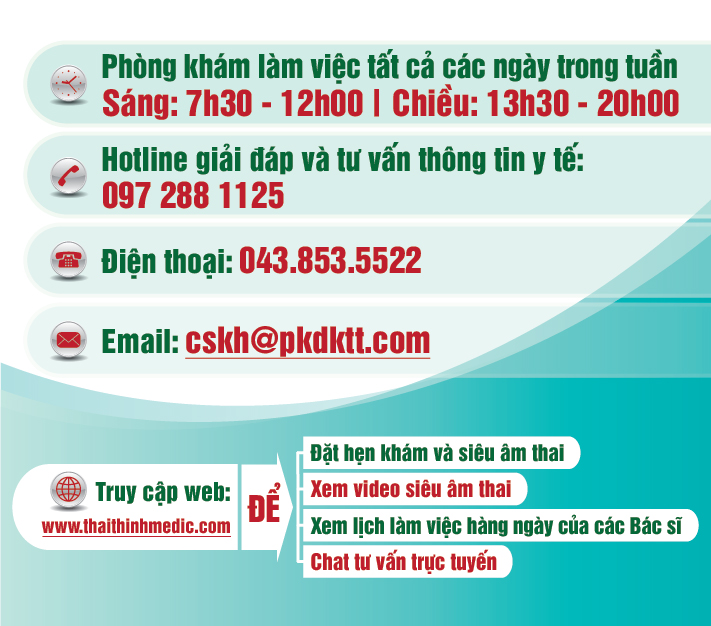 Phòng khám làm việc tất cả các ngày trong tuần
Sáng: 7h30 - 12h00 | Chiều: 13h30 - 20h00
Hotline giải đáp và tư vấn thông tin y tế:
097 288 1125
Điện thoại: 043.853.5522
Email: cskh@pkdktt.com
Truy cập web:
www.thaithinhmedic.com
ĐỂ
Đặt hẹn khám và siêu âm thai
Xem video siêu âm thai
Xem lịch làm việc hàng ngày của các Bác sĩ
Chat tư vấn trực tuyến